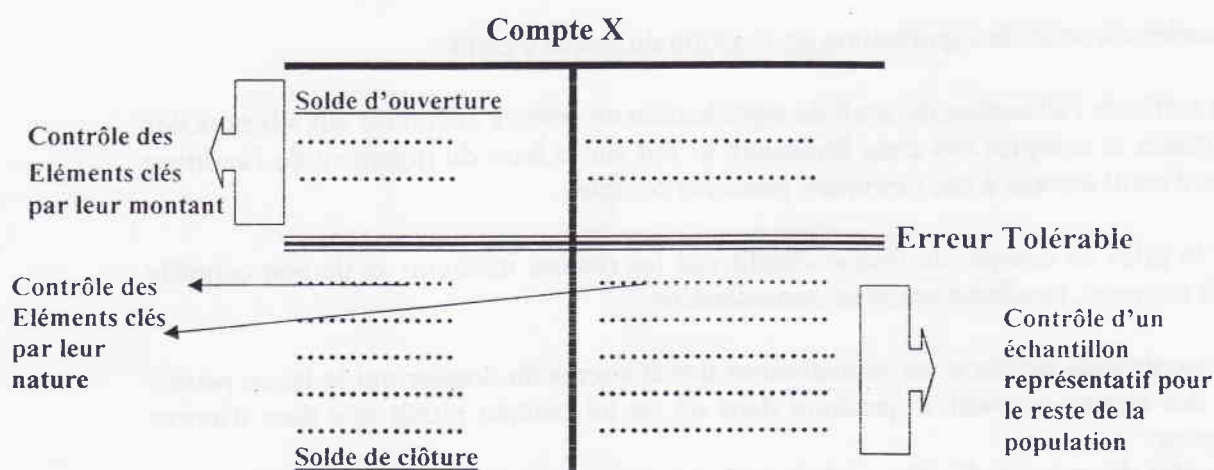 Compte X
Solde d'ouverture
Contrôle des
Eléments clés
par leur montant
Erreur Tolérable
Contrôle des
Eléments clés
par leur
nature
Contrôle d'un
échantillon
représentatif pour
le reste de la
population
Solde de clôture